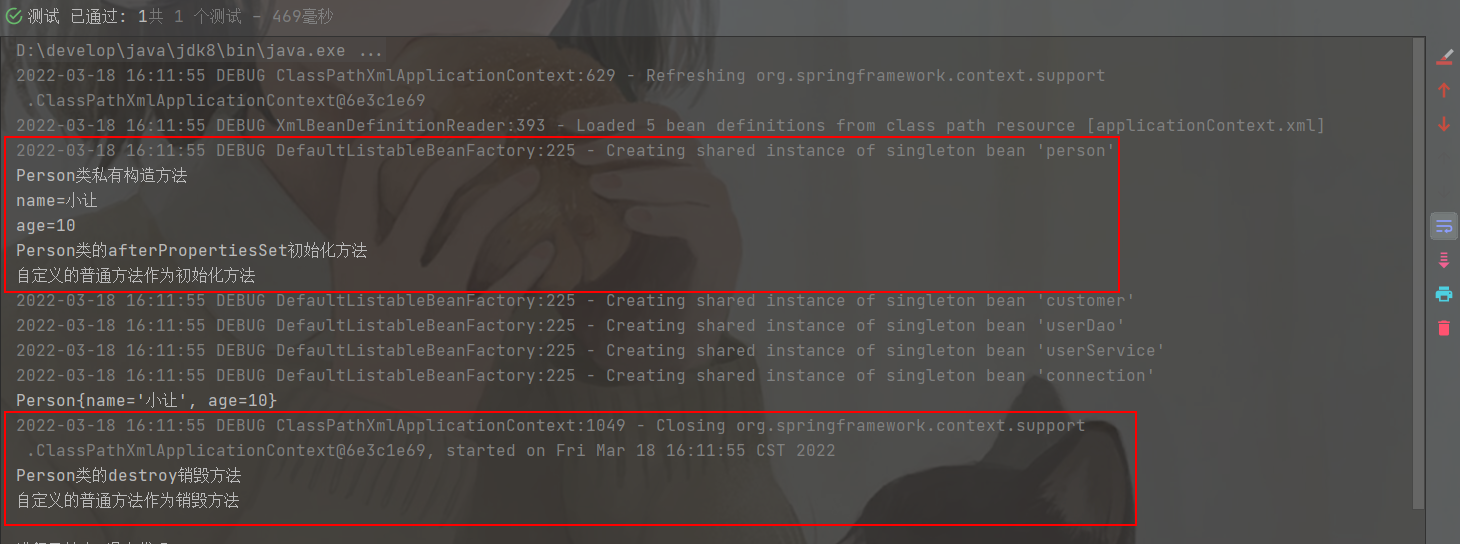 测试 已通过: 1共 1 个测试 – 469毫秒
D:\develop\java\jdk8\bin\java.exe ...
2022-03-18 16:11:55 DEBUG ClassPathXmlApplicationContext:629 - Refreshing org.springframework.context.support
.ClassPathXmlApplicationContext@6e3c1e69
2022-03-18 16:11:55 DEBUG XmlBeanDefinitionReader:393 - Loaded 5 bean definitions from class path resource [applicationContext.xml]
2022-03-18 16:11:55 DEBUG DefaultListableBeanFactory:225 - Creating shared instance of singleton bean 'person'
Person类私有构造方法
name=小让
age=10
Person类的afterPropertiesSet初始化方法
自定义的普通方法作为初始化方法
2022-03-18 16:11:55 DEBUG DefaultListableBeanFactory:225 - Creating shared instance of singleton bean 'customer'
2022-03-18 16:11:55 DEBUG DefaultListableBeanFactory:225 - Creating shared instance of singleton bean 'userDao'
2022-03-18 16:11:55 DEBUG DefaultListableBeanFactory:225 - Creating shared instance of singleton bean 'userService'
2022-03-18 16:11:55 DEBUG DefaultListableBeanFactory:225 - Creating shared instance of singleton bean 'connection'
Person{name='小让', age=10}
2022-03-18 16:11:55 DEBUG ClassPathXmlApplicationContext:1049 - Closing org.springframework.context.support
.ClassPathXmlApplicationContext@6e3c1e69, started on Fri Mar 18 16:11:55 CST 2022
Person类的destroy销毁方法
自定义的普通方法作为销毁方法